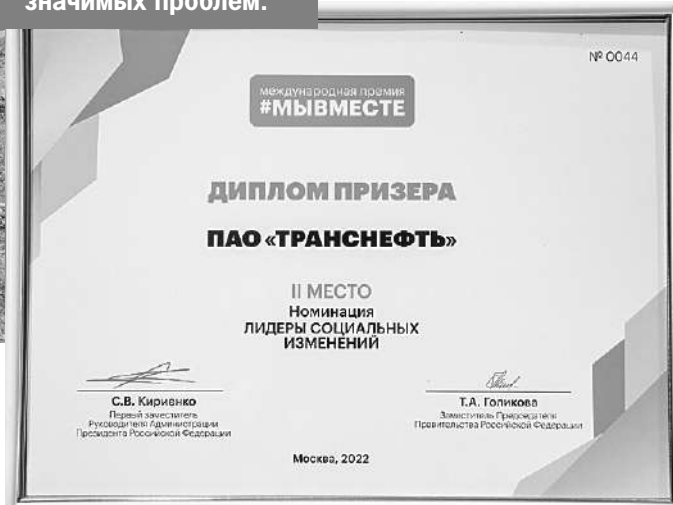 значимых проблем.
№ 0044
международная премия
#МЫВМЕСТЕ
ДИПЛОМ ПРИЗЕРА
ПАО «ТРАНСНЕФТЬ»
II МЕСТО
Номинация
ЛИДЕРЫ СОЦИАЛЬНЫХ
ИЗМЕНЕНИЙ
С.В. Кириенко
Первый заместитель
Руководителя Администрации
Президента Российской Федерации
Т.А. Голикова
Заместитель Председателя
Правительства Российской Федерации
Москва, 2022